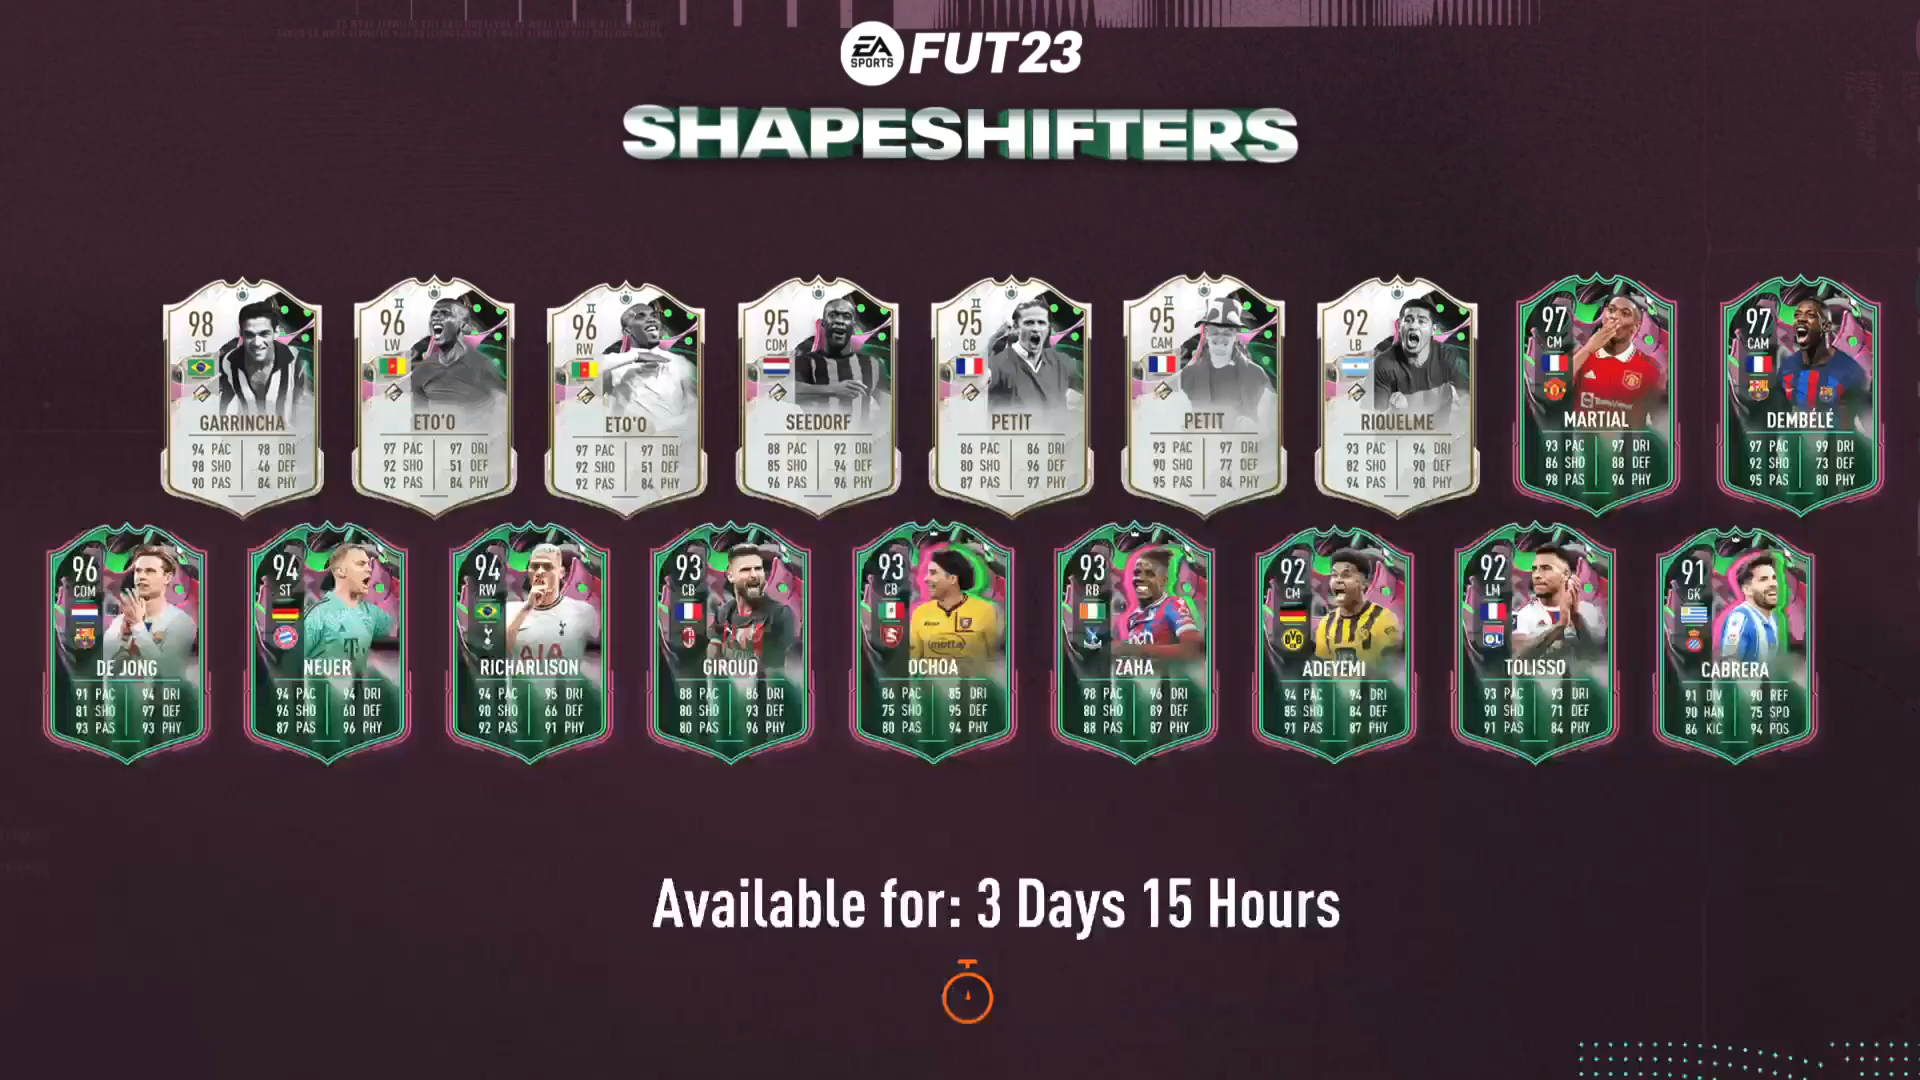 EA SPORTS FUT23
SHAPESHIFTERS
98 ST GARRINCHA
94 PAC 98 DRI
98 SHO 46 DEF
90 PAS 84 PHY
II 96 LW ETO'O
97 PAC 97 DRI
92 SHO 51 DEF
92 PAS 84 PHY
II 96 RW ETO'O
97 PAC 97 DRI
92 SHO 51 DEF
92 PAS 84 PHY
95 CDM SEEDORF
88 PAC 92 DRI
85 SHO 94 DEF
96 PAS 96 PHY
II 95 CB PETIT
86 PAC 86 DRI
80 SHO 96 DEF
87 PAS 97 PHY
II 95 CAM PETIT
93 PAC 97 DRI
90 SHO 77 DEF
95 PAS 84 PHY
92 LB RIQUELME
93 PAC 94 DRI
82 SHO 90 DEF
94 PAS 90 PHY
97 CM MARTIAL
93 PAC 97 DRI
86 SHO 88 DEF
98 PAS 96 PHY
97 CAM DEMBÉLÉ
97 PAC 99 DRI
92 SHO 73 DEF
95 PAS 80 PHY
96 CDM DE JONG
91 PAC 94 DRI
81 SHO 97 DEF
93 PAS 93 PHY
94 ST NEUER
94 PAC 94 DRI
96 SHO 60 DEF
87 PAS 96 PHY
94 RW RICHARLISON
94 PAC 95 DRI
90 SHO 66 DEF
92 PAS 91 PHY
93 CB GIROUD
88 PAC 86 DRI
80 SHO 93 DEF
80 PAS 96 PHY
93 CB OCHOA
86 PAC 85 DRI
75 SHO 95 DEF
80 PAS 94 PHY
93 RB ZAHA
98 PAC 96 DRI
80 SHO 89 DEF
88 PAS 87 PHY
92 CM ADEYEMI
94 PAC 94 DRI
85 SHO 84 DEF
91 PAS 87 PHY
92 LM TOLISSO
93 PAC 93 DRI
90 SHO 71 DEF
91 PAS 84 PHY
91 GK CABRERA
91 DIV 90 REF
90 HAN 75 SPD
86 KIC 94 POS
Available for: 3 Days 15 Hours